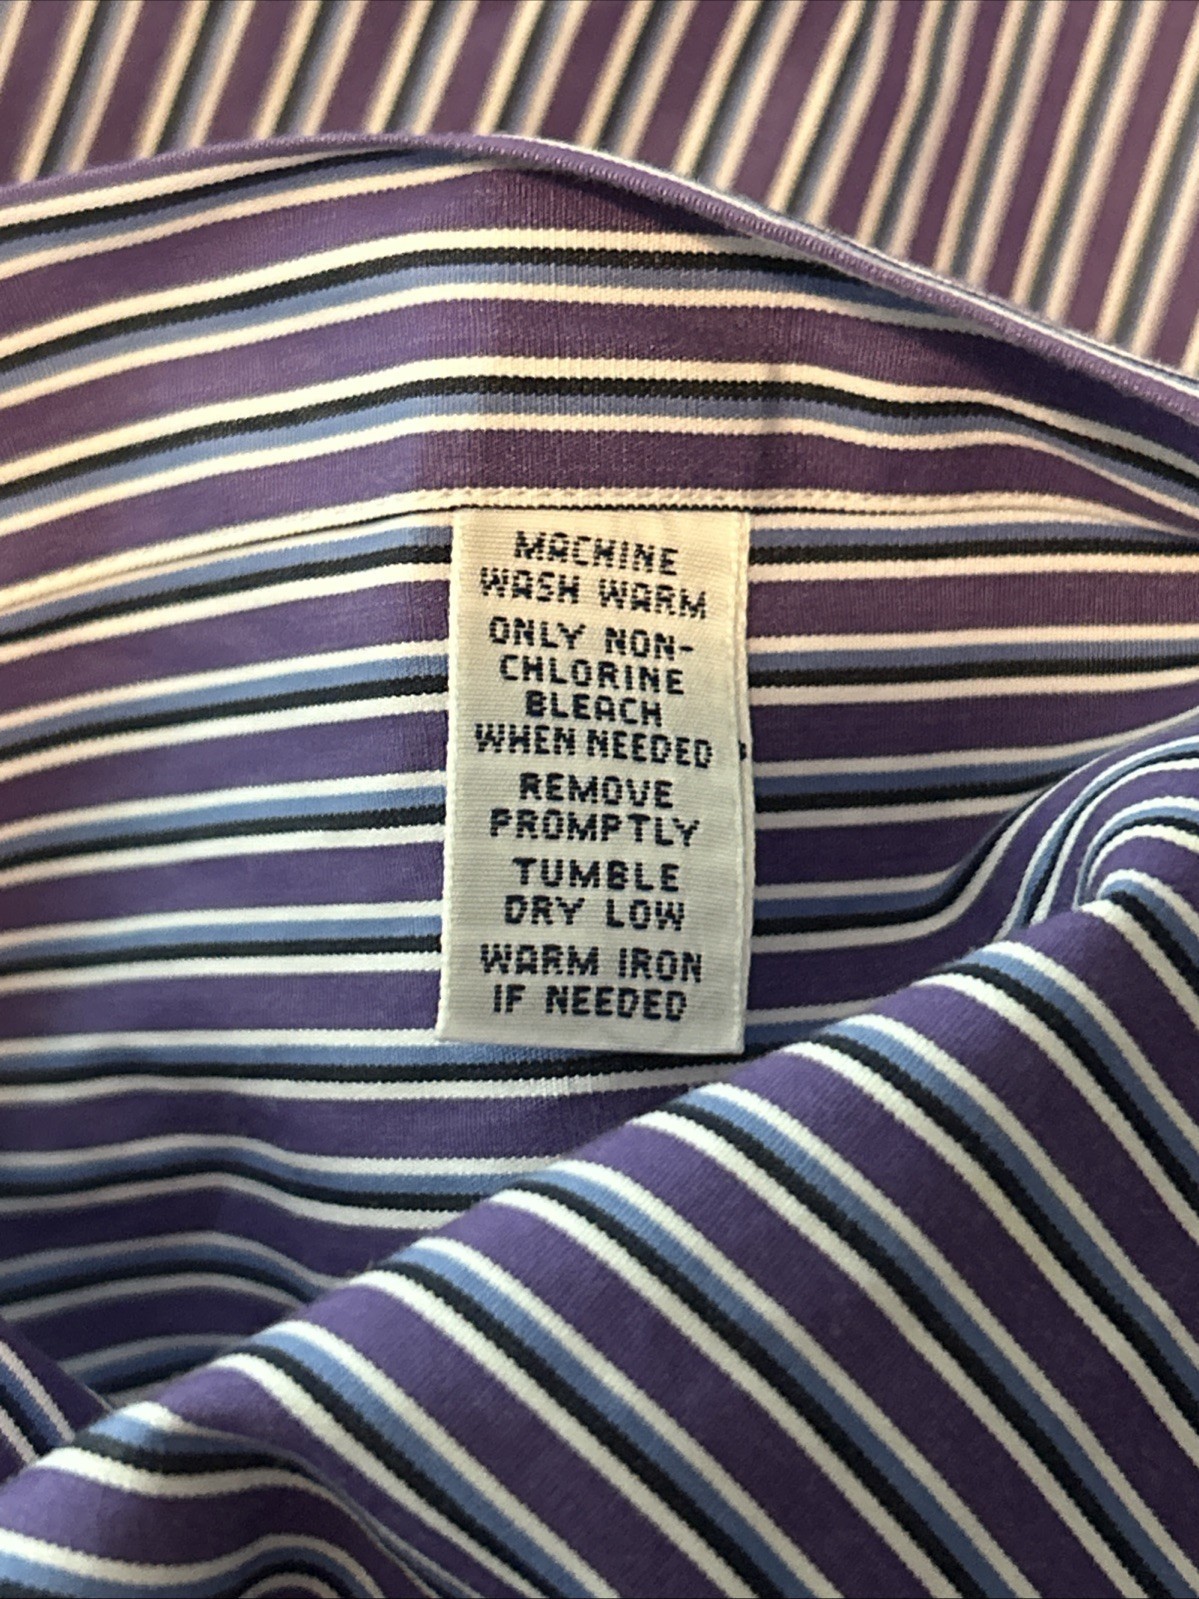 MACHINE
WASH WARM
ONLY NON-
CHLORINE
BLEACH
WHEN NEEDED
REMOVE
PROMPTLY
TUMBLE
DRY LOW
WARM IRON
IF NEEDED